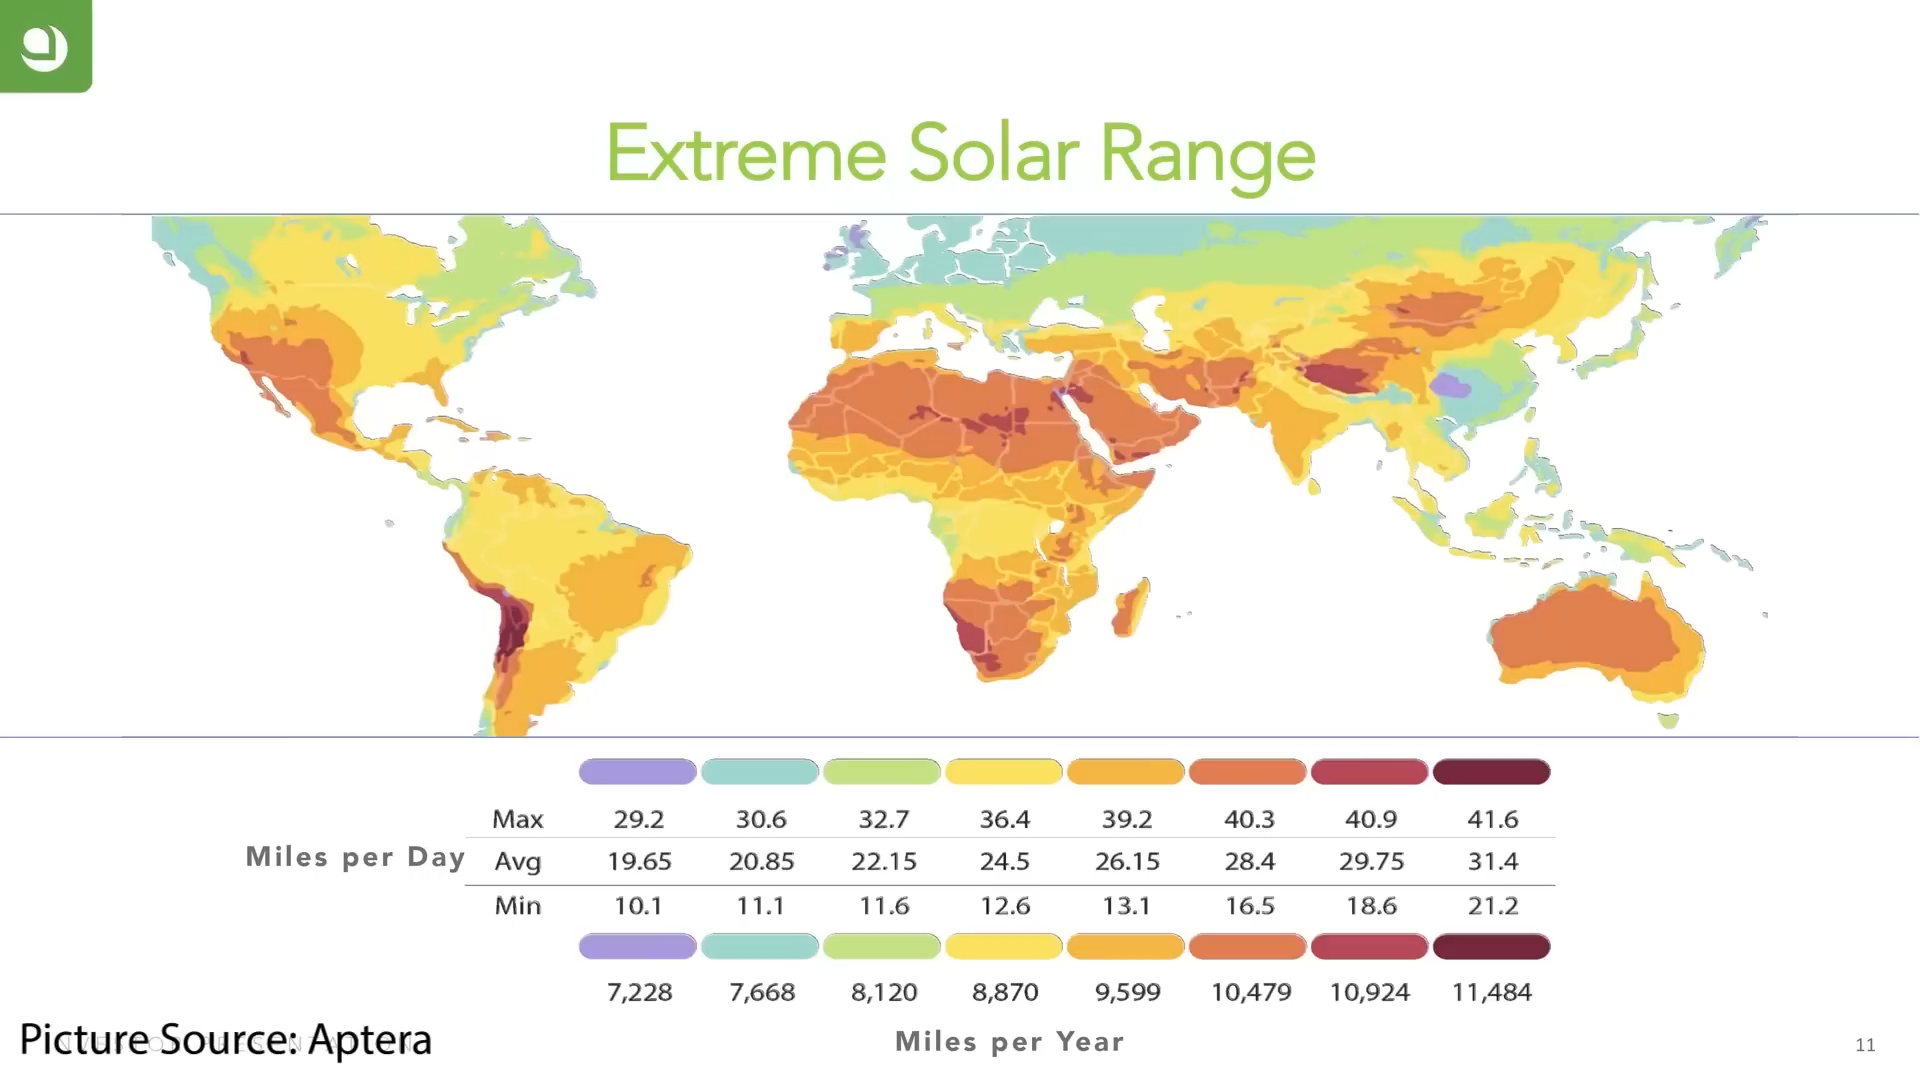 Extreme Solar Range
Max 29.2 30.6 32.7 36.4 39.2 40.3 40.9 41.6
Miles per Day
Avg 19.65 20.85 22.15 24.5 26.15 28.4 29.75 31.4
Min 10.1 11.1 11.6 12.6 13.1 16.5 18.6 21.2
7,228 7,668 8,120 8,870 9,599 10,479 10,924 11,484
Miles per Year
Picture Source: Aptera
11